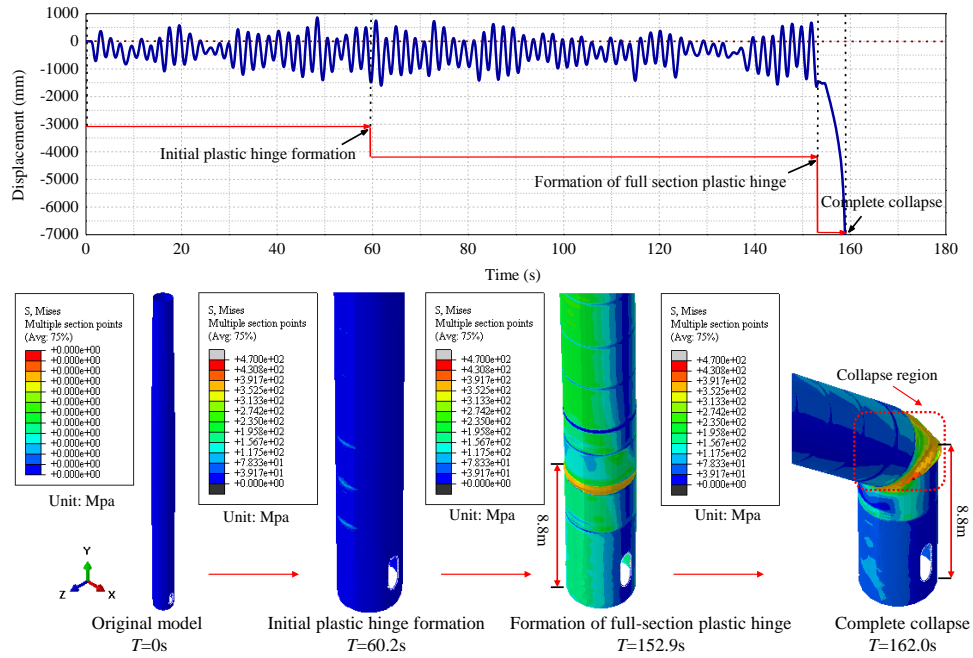 1000
0
-1000
-2000
-3000
-4000
-5000
-6000
-7000
Displacement (mm)
Initial plastic hinge formation
Formation of full section plastic hinge
Complete collapse
0 20 40 60 80 100 120 140 160 180
Time (s)
S, Mises
Multiple section points
(Avg: 75%)
+0.000e+00
+0.000e+00
+0.000e+00
+0.000e+00
+0.000e+00
+0.000e+00
+0.000e+00
+0.000e+00
+0.000e+00
+0.000e+00
+0.000e+00
Unit: Mpa
S, Mises
Multiple section points
(Avg: 75%)
+4.700e+02
+4.308e+02
+3.917e+02
+3.525e+02
+3.133e+02
+2.742e+02
+2.350e+02
+1.958e+02
+1.567e+02
+1.175e+02
+7.833e+01
+3.917e+01
+0.000e+00
Unit: Mpa
S, Mises
Multiple section points
(Avg: 75%)
+4.700e+02
+4.308e+02
+3.917e+02
+3.525e+02
+3.133e+02
+2.742e+02
+2.350e+02
+1.958e+02
+1.567e+02
+1.175e+02
+7.833e+01
+3.917e+01
+0.000e+00
Unit: Mpa
8.8m
S, Mises
Multiple section points
(Avg: 75%)
+4.700e+02
+4.308e+02
+3.917e+02
+3.525e+02
+3.133e+02
+2.742e+02
+2.350e+02
+1.958e+02
+1.567e+02
+1.175e+02
+7.833e+01
+3.917e+01
+0.000e+00
Unit: Mpa
Collapse region
8.8m
Y
Z
X
Original model
T=0s
Initial plastic hinge formation
T=60.2s
Formation of full-section plastic hinge
T=152.9s
Complete collapse
T=162.0s